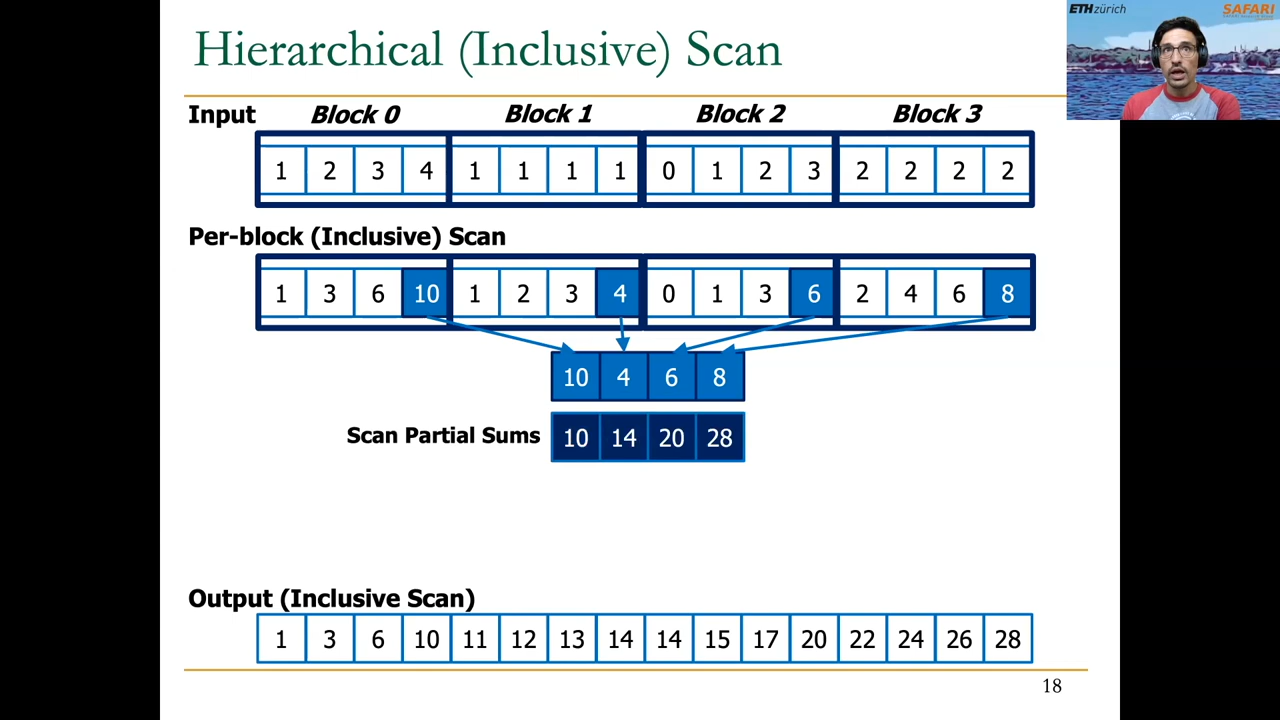 Hierarchical (Inclusive) Scan
ETH zürich
SAFARI
Input Block 0 Block 1 Block 2 Block 3
1 2 3 4 1 1 1 1 0 1 2 3 2 2 2 2
Per-block (Inclusive) Scan
1 3 6 10 1 2 3 4 0 1 3 6 2 4 6 8
10 4 6 8
Scan Partial Sums 10 14 20 28
Output (Inclusive Scan)
1 3 6 10 11 12 13 14 14 15 17 20 22 24 26 28
18